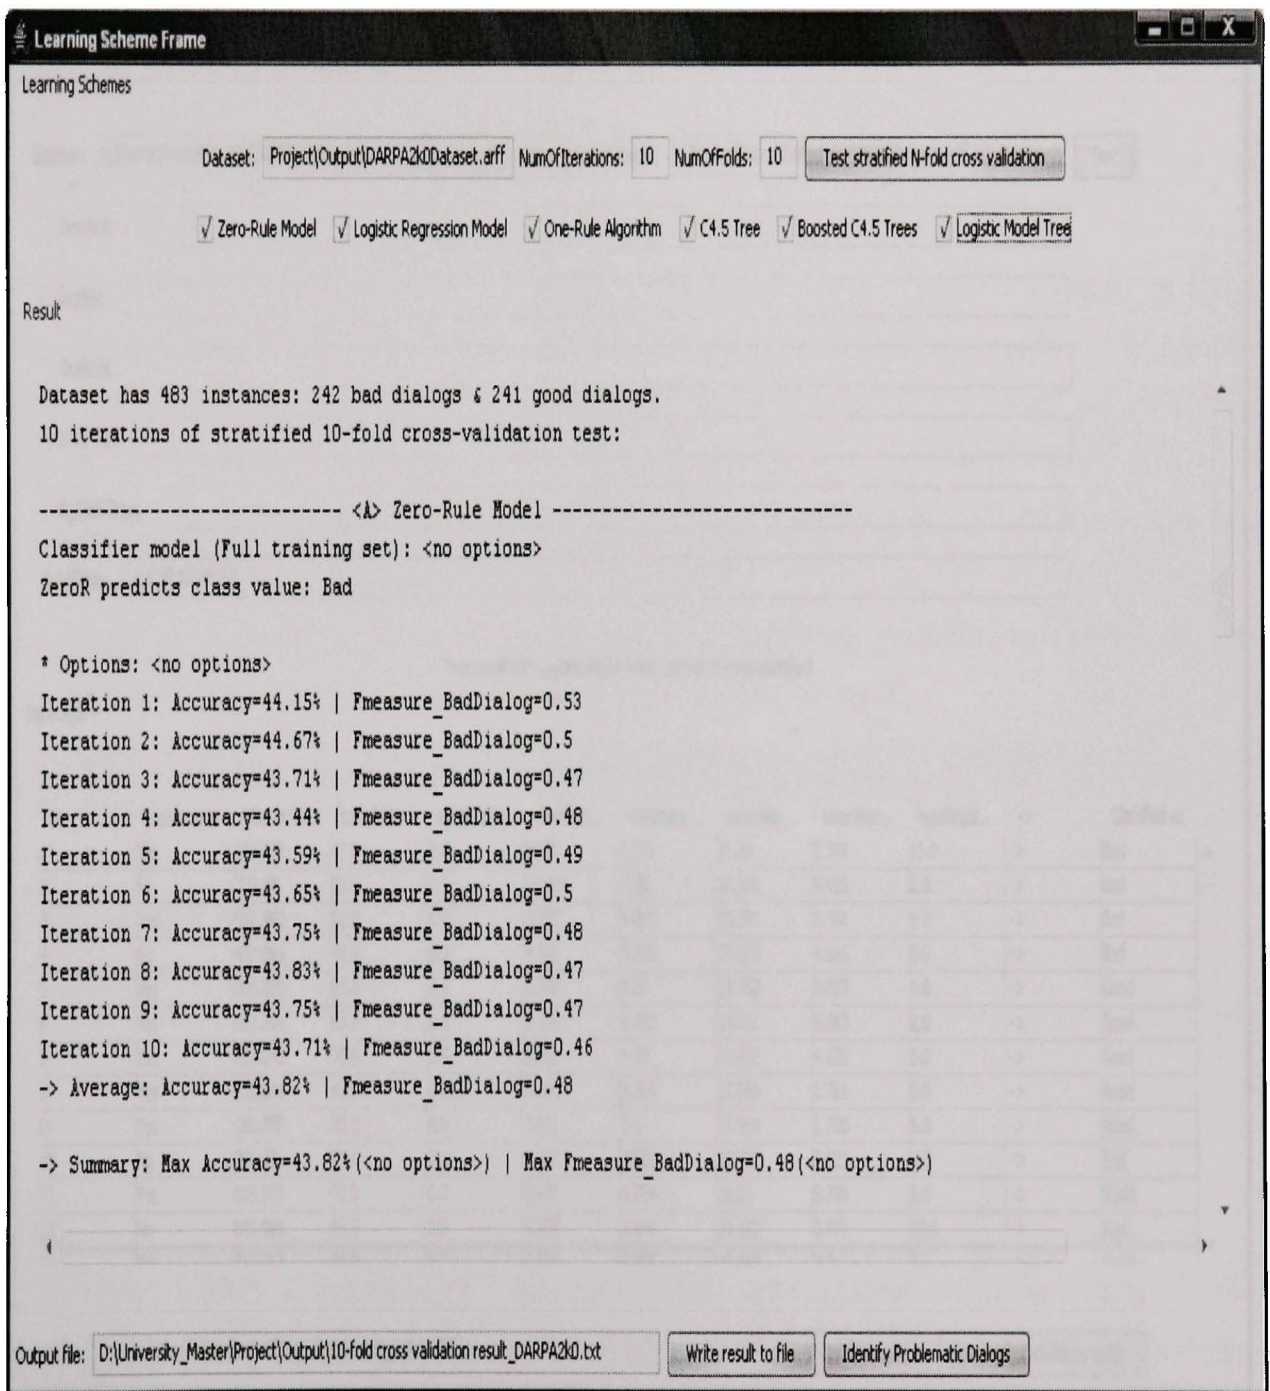 Learning Scheme Frame
X
Learning Schemes
Dataset: Project\Output\DARPA2k0Dataset.arff NumOfIterations: 10 NumOfFolds: 10 Test stratified N-fold cross validation
√ Zero-Rule Model √ Logistic Regression Model √ One-Rule Algorithm √ C4.5 Tree √ Boosted C4.5 Trees √ Logistic Model Tree
Result
Dataset has 483 instances: 242 bad dialogs & 241 good dialogs.
10 iterations of stratified 10-fold cross-validation test:
------------------------------ <A> Zero-Rule Model ------------------------------
Classifier model (Full training set): <no options>
ZeroR predicts class value: Bad
* Options: <no options>
Iteration 1: Accuracy=44.15% | Fmeasure_BadDialog=0.53
Iteration 2: Accuracy=44.67% | Fmeasure_BadDialog=0.5
Iteration 3: Accuracy=43.71% | Fmeasure_BadDialog=0.47
Iteration 4: Accuracy=43.44% | Fmeasure_BadDialog=0.48
Iteration 5: Accuracy=43.59% | Fmeasure_BadDialog=0.49
Iteration 6: Accuracy=43.65% | Fmeasure_BadDialog=0.5
Iteration 7: Accuracy=43.75% | Fmeasure_BadDialog=0.48
Iteration 8: Accuracy=43.83% | Fmeasure_BadDialog=0.47
Iteration 9: Accuracy=43.75% | Fmeasure_BadDialog=0.47
Iteration 10: Accuracy=43.71% | Fmeasure_BadDialog=0.46
-> Average: Accuracy=43.82% | Fmeasure_BadDialog=0.48
-> Summary: Max Accuracy=43.82%(<no options>) | Max Fmeasure_BadDialog=0.48(<no options>)
Output file: D:\University_Master\Project\Output\10-fold cross validation result_DARPA2k0.txt Write result to file Identify Problematic Dialogs